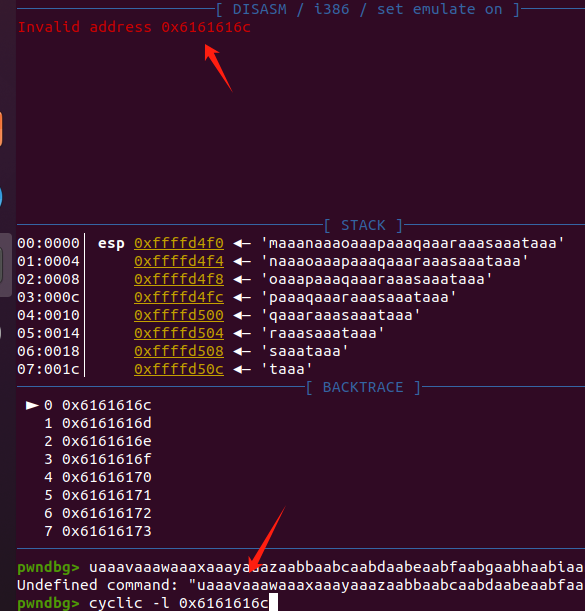 [ DISASM / i386 / set emulate on ]
Invalid address 0x6161616c
[ STACK ]
00:0000│ esp 0xffffd4f0 ◂— 'maaanaaaoaaapaaaqaaaraaasaaataaa'
01:0004│ 0xffffd4f4 ◂— 'naaaoaaapaaaqaaaraaasaaataaa'
02:0008│ 0xffffd4f8 ◂— 'oaaapaaaqaaaraaasaaataaa'
03:000c│ 0xffffd4fc ◂— 'paaaqaaaraaasaaataaa'
04:0010│ 0xffffd500 ◂— 'qaaaraaasaaataaa'
05:0014│ 0xffffd504 ◂— 'raaasaaataaa'
06:0018│ 0xffffd508 ◂— 'saaataaa'
07:001c│ 0xffffd50c ◂— 'taaa'
[ BACKTRACE ]
► 0 0x6161616c
1 0x6161616d
2 0x6161616e
3 0x6161616f
4 0x61616170
5 0x61616171
6 0x61616172
7 0x61616173
pwndbg> uaaavaaawaaaxaaayaaazaabbaabcaabdaabeaabfaabgaabhaabiaa
Undefined command: "uaaavaaawaaaxaaayaaazaabbaabcaabdaabeaabfaa
pwndbg> cyclic -l 0x6161616c